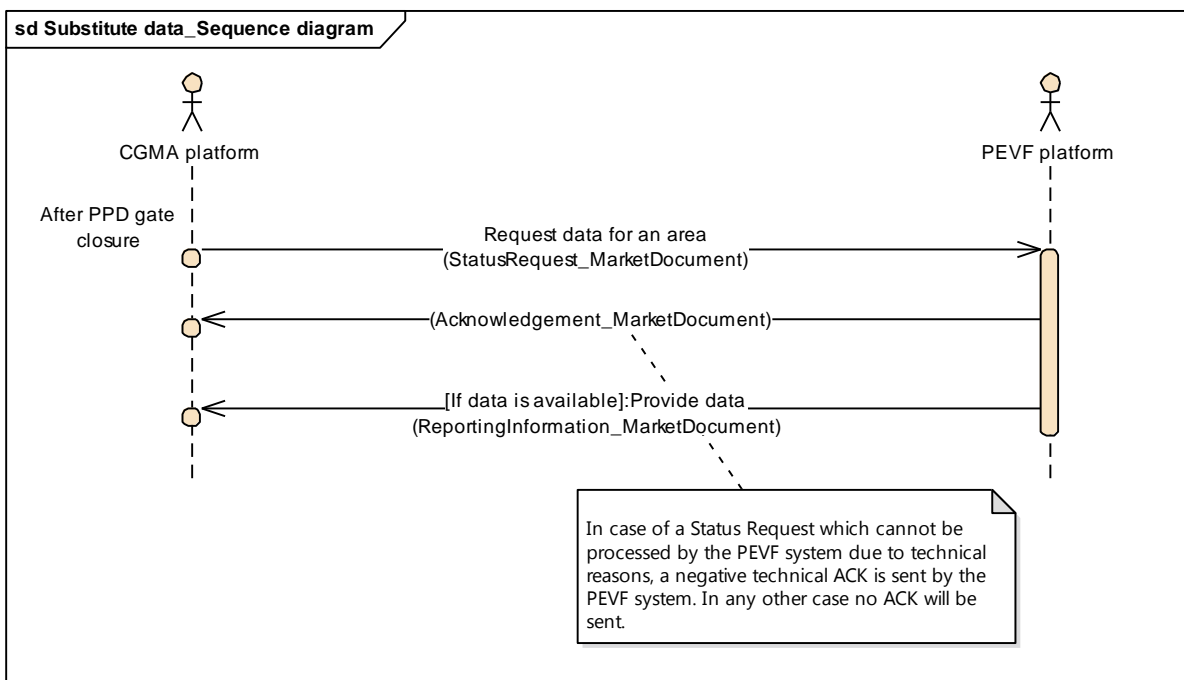 sd Substitute data_Sequence diagram
CGMA platform
PEVF platform
After PPD gate
closure
Request data for an area
(StatusRequest_MarketDocument)
(Acknowledgement_MarketDocument)
[If data is available]:Provide data
(ReportingInformation_MarketDocument)
In case of a Status Request which cannot be
processed by the PEVF system due to technical
reasons, a negative technical ACK is sent by the
PEVF system. In any other case no ACK will be
sent.